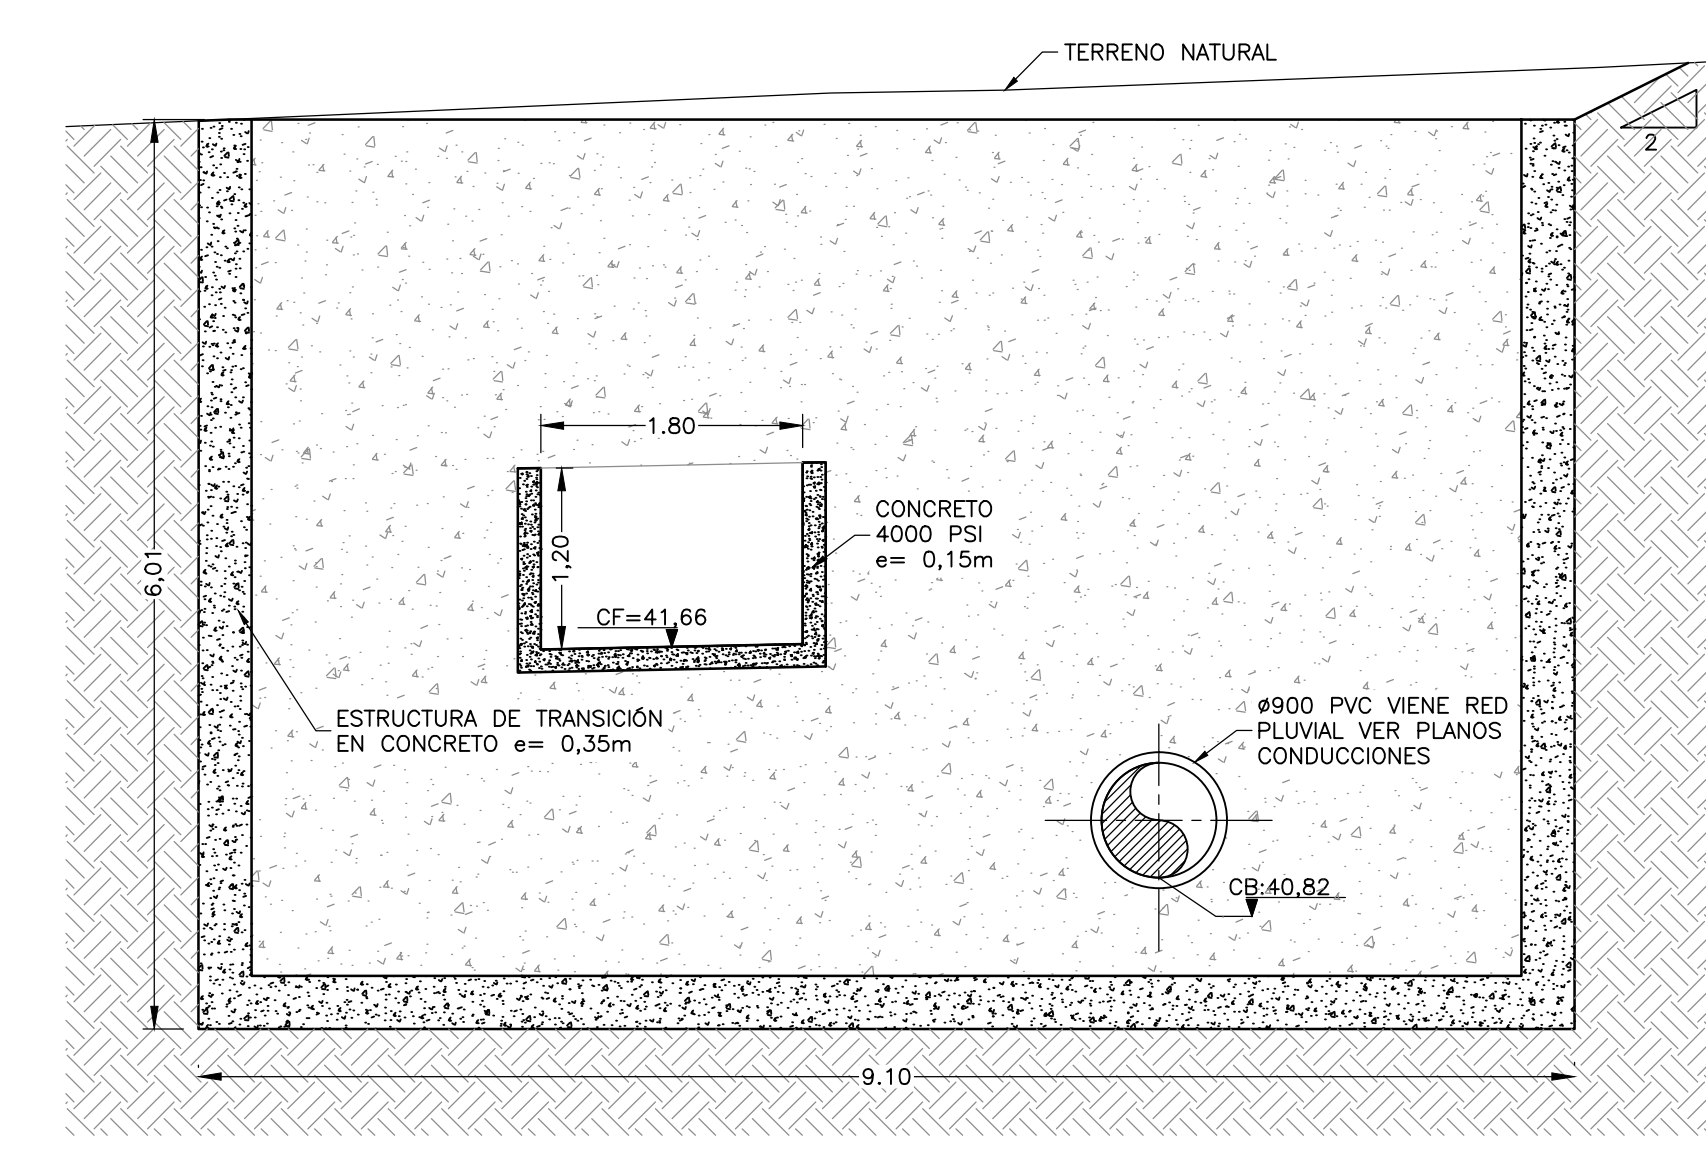 TERRENO NATURAL
2
1.80
CONCRETO
4000 PSI
e= 0,15m
1,20
6,01
CF=41,66
ESTRUCTURA DE TRANSICIÓN
EN CONCRETO e= 0,35m
ø900 PVC VIENE RED
PLUVIAL VER PLANOS
CONDUCCIONES
CB:40,82
9.10